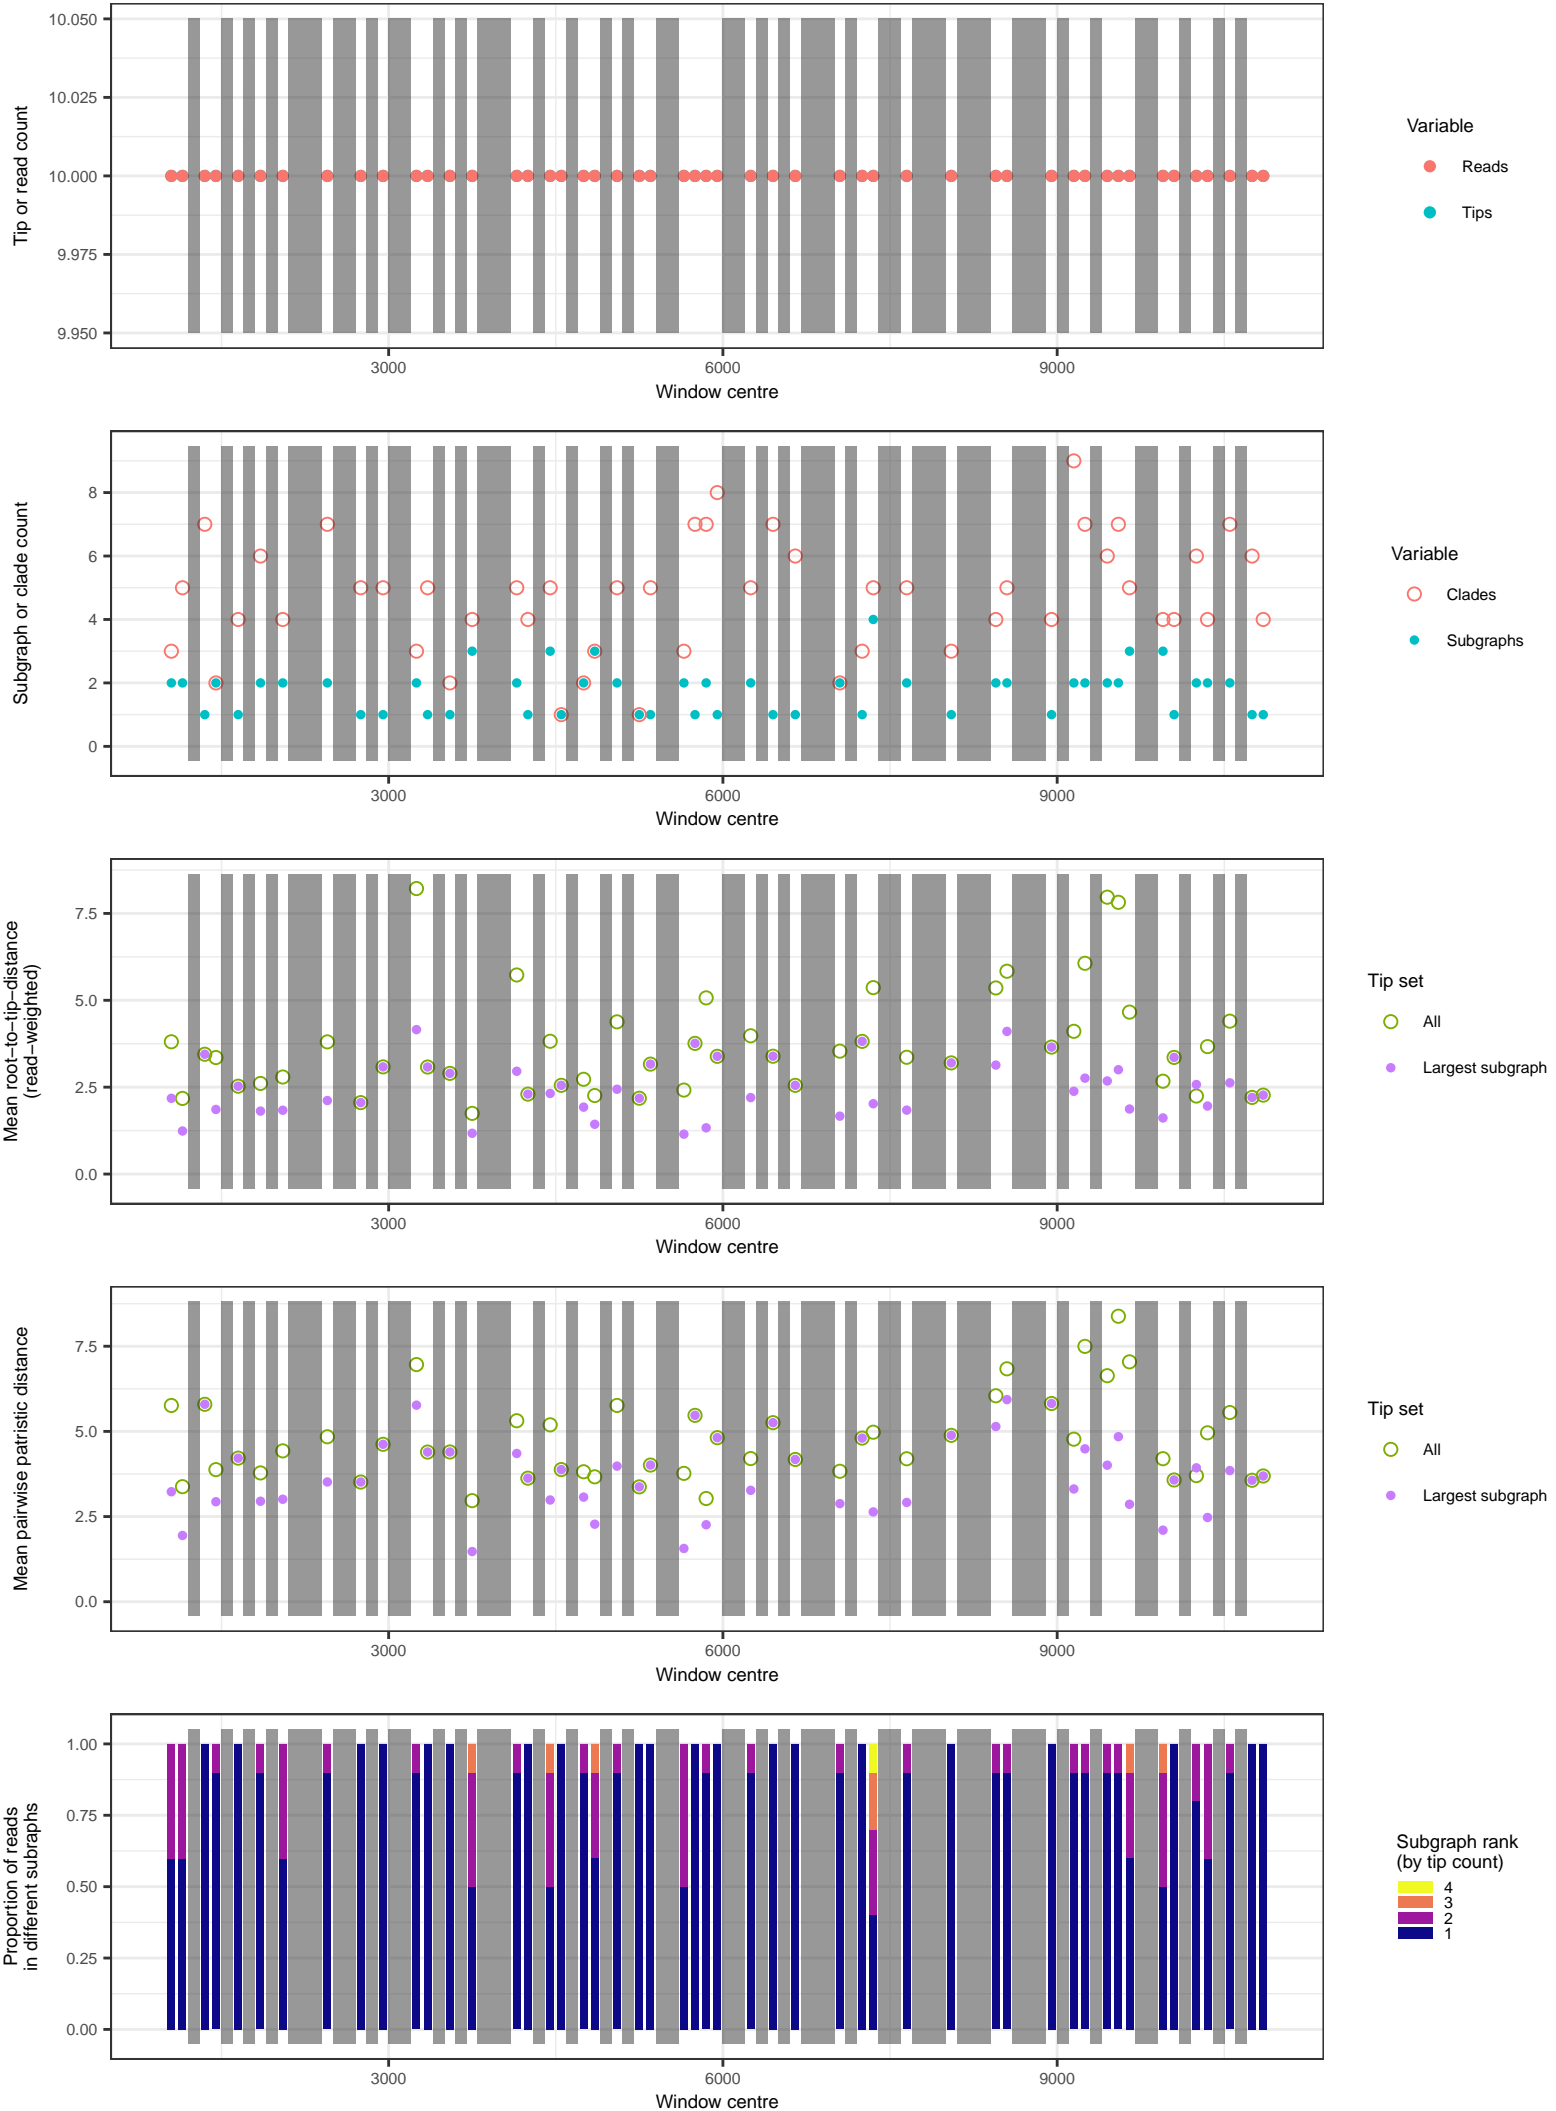 10.050
10.025
10.000
9.975
9.950
Tip or read count
3000
6000
9000
Window centre
Variable
Reads
Tips
8
6
4
2
0
Subgraph or clade count
3000
6000
9000
Window centre
Variable
Clades
Subgraphs
7.5
5.0
2.5
0.0
Mean root−to−tip−distance
(read−weighted)
3000
6000
9000
Window centre
Tip set
All
Largest subgraph
7.5
5.0
2.5
0.0
Mean pairwise patristic distance
3000
6000
9000
Window centre
Tip set
All
Largest subgraph
1.00
0.75
0.50
0.25
0.00
Proportion of reads
in different subraphs
3000
6000
9000
Window centre
Subgraph rank
(by tip count)
4
3
2
1